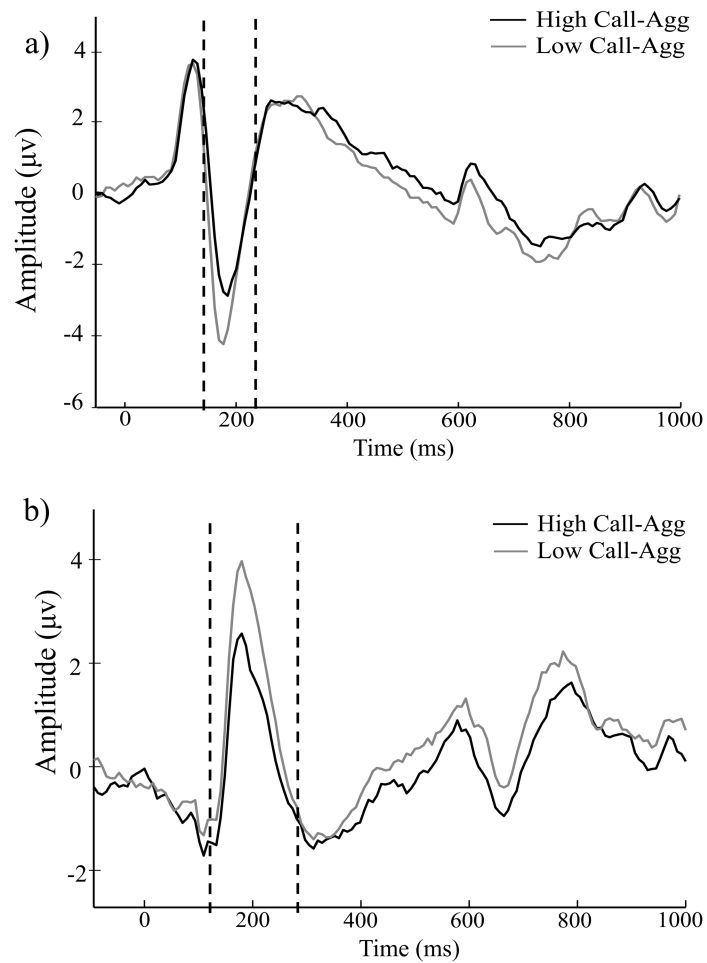 a)
High Call-Agg
Low Call-Agg
Amplitude (μv)
4
2
0
-2
-4
-6
0 200 400 600 800 1000
Time (ms)
b)
High Call-Agg
Low Call-Agg
Amplitude (μv)
4
2
0
-2
0 200 400 600 800 1000
Time (ms)